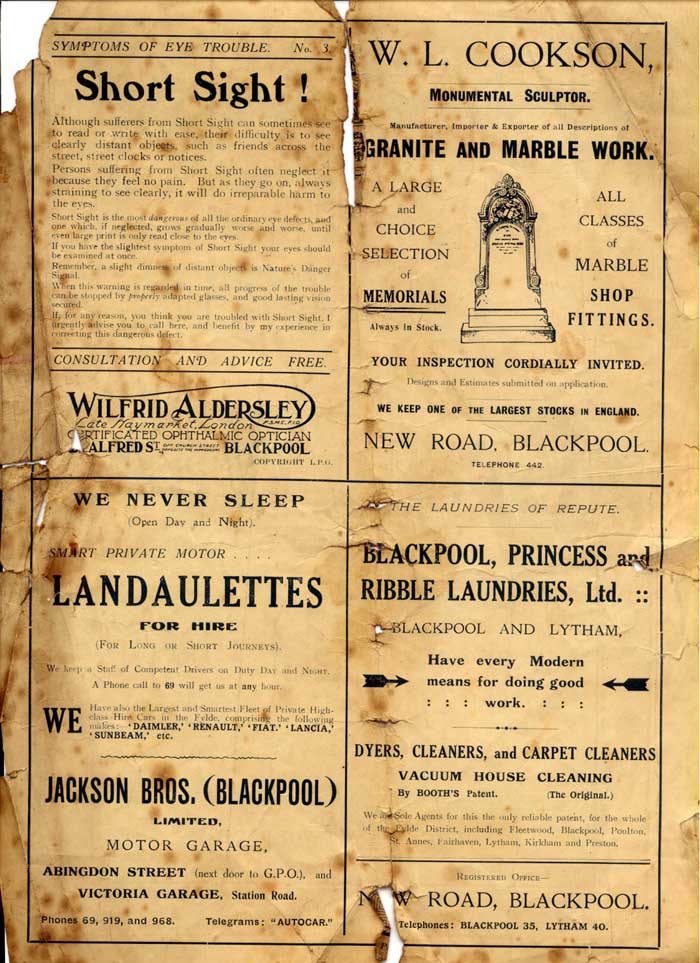 SYMPTOMS OF EYE TROUBLE. No. 3
Short Sight !
Although sufferers from Short Sight can sometimes see
to read or write with ease, their difficulty is to see
clearly distant objects, such as friends across the
street, street clocks or notices.
Persons suffering from Short Sight often neglect it
because they feel no pain. But as they go on, always
straining to see clearly, it will do irreparable harm to
the eyes.
Short Sight is the most dangerous of all the ordinary eye defects, and
one which, if neglected, grows gradually worse and worse, until
even large print is only read close to the eyes.
If you have the slightest symptom of Short Sight your eyes should
be examined at once.
Remember, a slight dimness of distant objects is Nature's Danger
Signal.
When this warning is regarded in time, all progress of the trouble
can be stopped by properly adapted glasses, and good lasting vision
secured.
If, for any reason, you think you are troubled with Short Sight, I
urgently advise you to call here, and benefit by my experience in
correcting this dangerous defect.
CONSULTATION AND ADVICE FREE.
WILFRID ALDERSLEY
Late Haymarket, London F.S.M.C. F.I.O.
CERTIFICATED OPHTHALMIC OPTICIAN
ALFRED ST. OFF CHURCH STREET OPPOSITE THE HIPPODROME BLACKPOOL
COPYRIGHT L.P.G.
W. L. COOKSON,
MONUMENTAL SCULPTOR.
Manufacturer, Importer & Exporter of all Descriptions of
GRANITE AND MARBLE WORK.
A LARGE
and
CHOICE
SELECTION
of
MEMORIALS
Always in Stock.
ALL
CLASSES
of
MARBLE
SHOP
FITTINGS.
YOUR INSPECTION CORDIALLY INVITED.
Designs and Estimates submitted on application.
WE KEEP ONE OF THE LARGEST STOCKS IN ENGLAND.
NEW ROAD, BLACKPOOL.
TELEPHONE 442.
WE NEVER SLEEP
(Open Day and Night).
SMART PRIVATE MOTOR . . . .
LANDAULETTES
FOR HIRE
(FOR LONG OR SHORT JOURNEYS).
We keep a Staff of Competent Drivers on Duty DAY AND NIGHT.
A Phone call to 69 will get us at any hour.
WE Have also the Largest and Smartest Fleet of Private High-
class Hire Cars in the Fylde, comprising the following
makes:—'DAIMLER,' 'RENAULT,' 'FIAT.' 'LANCIA,'
'SUNBEAM,' etc.
JACKSON BROS. (BLACKPOOL)
LIMITED,
MOTOR GARAGE,
ABINGDON STREET (next door to G.P.O.), and
VICTORIA GARAGE, Station Road.
Phones 69, 919, and 968. Telegrams: "AUTOCAR."
THE LAUNDRIES OF REPUTE.
BLACKPOOL, PRINCESS and
RIBBLE LAUNDRIES, Ltd. ::
BLACKPOOL AND LYTHAM,
Have every Modern
means for doing good
: : : work. : : :
DYERS, CLEANERS, and CARPET CLEANERS
VACUUM HOUSE CLEANING
By BOOTH'S Patent. (The Original.)
We are Sole Agents for this the only reliable patent, for the whole
of the Fylde District, including Fleetwood, Blackpool, Poulton,
St. Annes, Fairhaven, Lytham, Kirkham and Preston.
REGISTERED OFFICE—
NEW ROAD, BLACKPOOL.
Telephones: BLACKPOOL 35, LYTHAM 40.